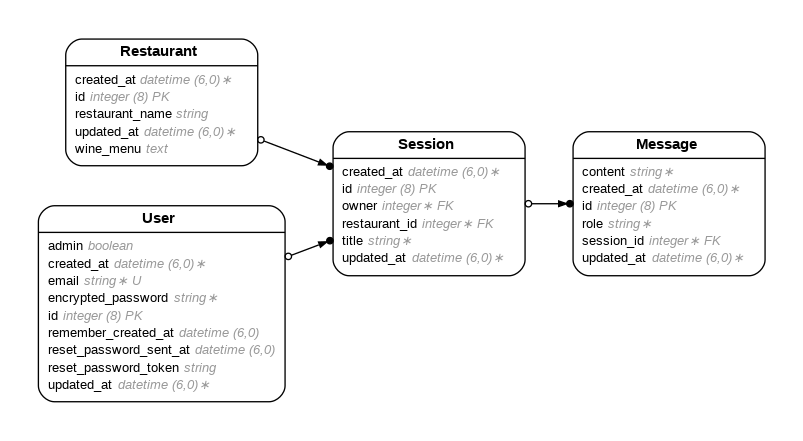 Restaurant
created_at datetime (6,0)∗
id integer (8) PK
restaurant_name string
updated_at datetime (6,0)∗
wine_menu text
User
admin boolean
created_at datetime (6,0)∗
email string∗ U
encrypted_password string∗
id integer (8) PK
remember_created_at datetime (6,0)
reset_password_sent_at datetime (6,0)
reset_password_token string
updated_at datetime (6,0)∗
Session
created_at datetime (6,0)∗
id integer (8) PK
owner integer∗ FK
restaurant_id integer∗ FK
title string∗
updated_at datetime (6,0)∗
Message
content string∗
created_at datetime (6,0)∗
id integer (8) PK
role string∗
session_id integer∗ FK
updated_at datetime (6,0)∗